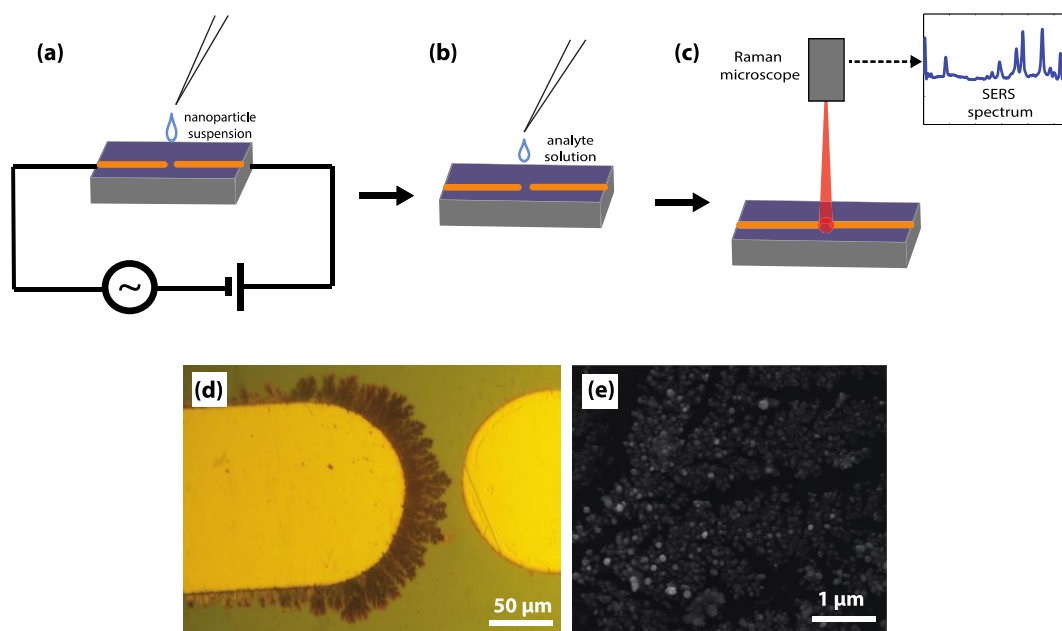 (a)
nanoparticle
suspension
~
(b)
analyte
solution
(c)
Raman
microscope
SERS
spectrum
(d)
50 µm
(e)
1 µm